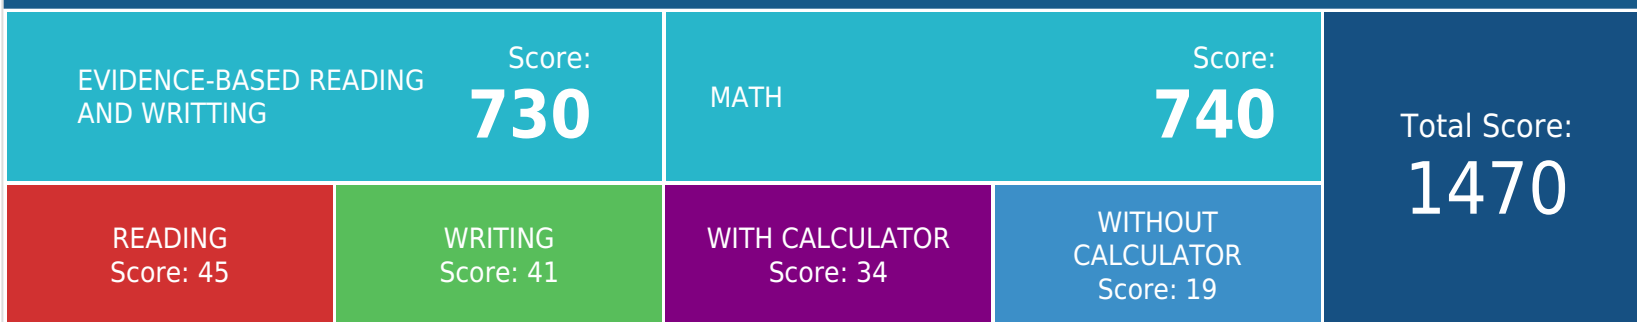 EVIDENCE-BASED READING
AND WRITTING
Score:
730
MATH
Score:
740
Total Score:
1470
READING
Score: 45
WRITING
Score: 41
WITH CALCULATOR
Score: 34
WITHOUT
CALCULATOR
Score: 19